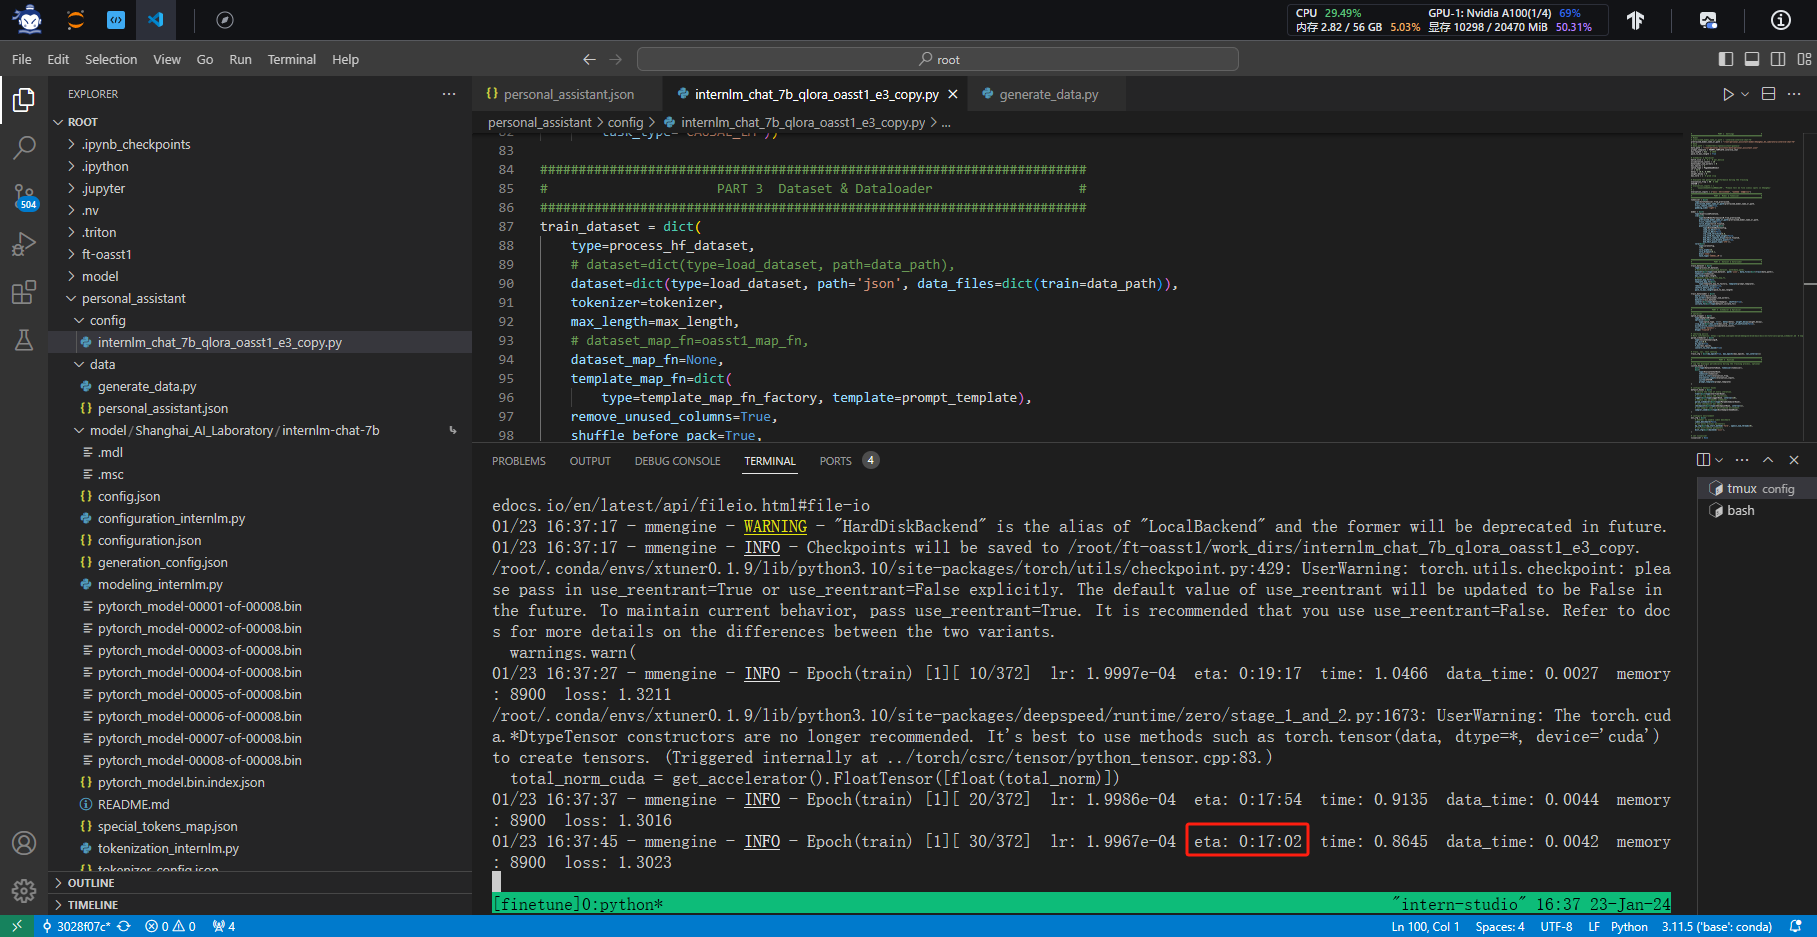 CPU 29.49% GPU-1: Nvidia A100(1/4) 69%
内存 2.82 / 56 GB 5.03% 显存 10298 / 20470 MiB 50.31%
File Edit Selection View Go Run Terminal Help
root
EXPLORER
ROOT
.ipynb_checkpoints
.ipython
.jupyter
.nv
.triton
ft-oasst1
model
personal_assistant
config
internlm_chat_7b_qlora_oasst1_e3_copy.py
data
generate_data.py
personal_assistant.json
model / Shanghai_AI_Laboratory / internlm-chat-7b
.mdl
.msc
config.json
configuration_internlm.py
configuration.json
generation_config.json
modeling_internlm.py
pytorch_model-00001-of-00008.bin
pytorch_model-00002-of-00008.bin
pytorch_model-00003-of-00008.bin
pytorch_model-00004-of-00008.bin
pytorch_model-00005-of-00008.bin
pytorch_model-00006-of-00008.bin
pytorch_model-00007-of-00008.bin
pytorch_model-00008-of-00008.bin
pytorch_model.bin.index.json
README.md
special_tokens_map.json
tokenization_internlm.py
tokenizer_config.json
OUTLINE
TIMELINE
504
personal_assistant.json internlm_chat_7b_qlora_oasst1_e3_copy.py generate_data.py
personal_assistant > config > internlm_chat_7b_qlora_oasst1_e3_copy.py > ...
82 task_type='CAUSAL_LM'))
83
84 #######################################################################
85 # PART 3  Dataset & Dataloader #
86 #######################################################################
87 train_dataset = dict(
88 type=process_hf_dataset,
89 # dataset=dict(type=load_dataset, path=data_path),
90 dataset=dict(type=load_dataset, path='json', data_files=dict(train=data_path)),
91 tokenizer=tokenizer,
92 max_length=max_length,
93 # dataset_map_fn=oasst1_map_fn,
94 dataset_map_fn=None,
95 template_map_fn=dict(
96 type=template_map_fn_factory, template=prompt_template),
97 remove_unused_columns=True,
98 shuffle_before_pack=True,
PROBLEMS OUTPUT DEBUG CONSOLE TERMINAL PORTS 4
tmux config
bash
edocs.io/en/latest/api/fileio.html#file-io
01/23 16:37:17 - mmengine - WARNING - "HardDiskBackend" is the alias of "LocalBackend" and the former will be deprecated in future.
01/23 16:37:17 - mmengine - INFO - Checkpoints will be saved to /root/ft-oasst1/work_dirs/internlm_chat_7b_qlora_oasst1_e3_copy.
/root/.conda/envs/xtuner0.1.9/lib/python3.10/site-packages/torch/utils/checkpoint.py:429: UserWarning: torch.utils.checkpoint: plea
se pass in use_reentrant=True or use_reentrant=False explicitly. The default value of use_reentrant will be updated to be False in
the future. To maintain current behavior, pass use_reentrant=True. It is recommended that you use use_reentrant=False. Refer to doc
s for more details on the differences between the two variants.
warnings.warn(
01/23 16:37:27 - mmengine - INFO - Epoch(train) [1][ 10/372] lr: 1.9997e-04 eta: 0:19:17 time: 1.0466 data_time: 0.0027 memory
: 8900 loss: 1.3211
/root/.conda/envs/xtuner0.1.9/lib/python3.10/site-packages/deepspeed/runtime/zero/stage_1_and_2.py:1673: UserWarning: The torch.cud
a.*DtypeTensor constructors are no longer recommended. It's best to use methods such as torch.tensor(data, dtype=*, device='cuda')
to create tensors. (Triggered internally at ../torch/csrc/tensor/python_tensor.cpp:83.)
total_norm_cuda = get_accelerator().FloatTensor([float(total_norm)])
01/23 16:37:37 - mmengine - INFO - Epoch(train) [1][ 20/372] lr: 1.9986e-04 eta: 0:17:54 time: 0.9135 data_time: 0.0044 memory
: 8900 loss: 1.3016
01/23 16:37:45 - mmengine - INFO - Epoch(train) [1][ 30/372] lr: 1.9967e-04 eta: 0:17:02 time: 0.8645 data_time: 0.0042 memory
: 8900 loss: 1.3023
[finetune]0:python* "intern-studio" 16:37 23-Jan-24
3028f07c* 0 0 4 Ln 100, Col 1 Spaces: 4 UTF-8 LF Python 3.11.5 ('base': conda)